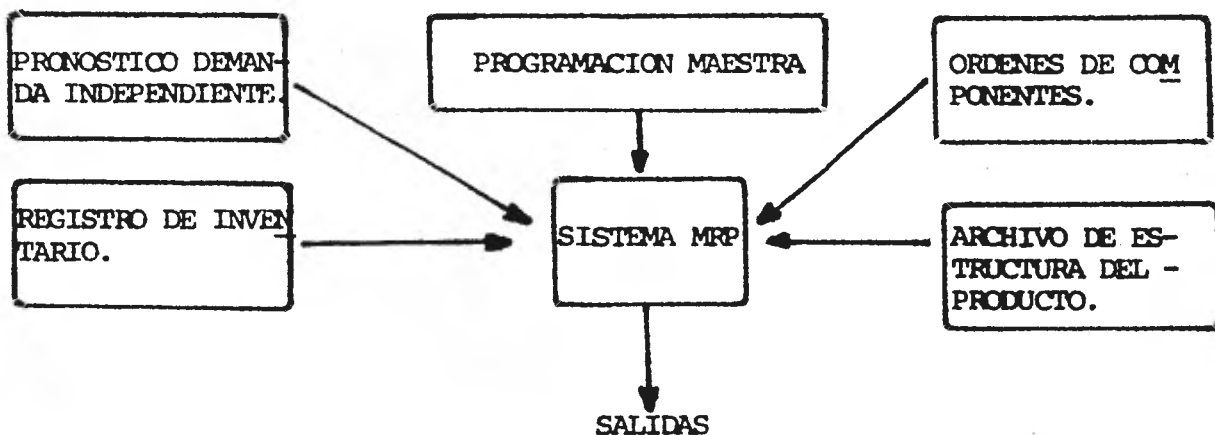 PRONOSTICO DEMAN-
DA INDEPENDIENTE.
PROGRAMACION MAESTRA
ORDENES DE COM
PONENTES.
REGISTRO DE INVEN
TARIO.
SISTEMA MRP
ARCHIVO DE ES-
TRUCTURA DEL -
PRODUCTO.
SALIDAS